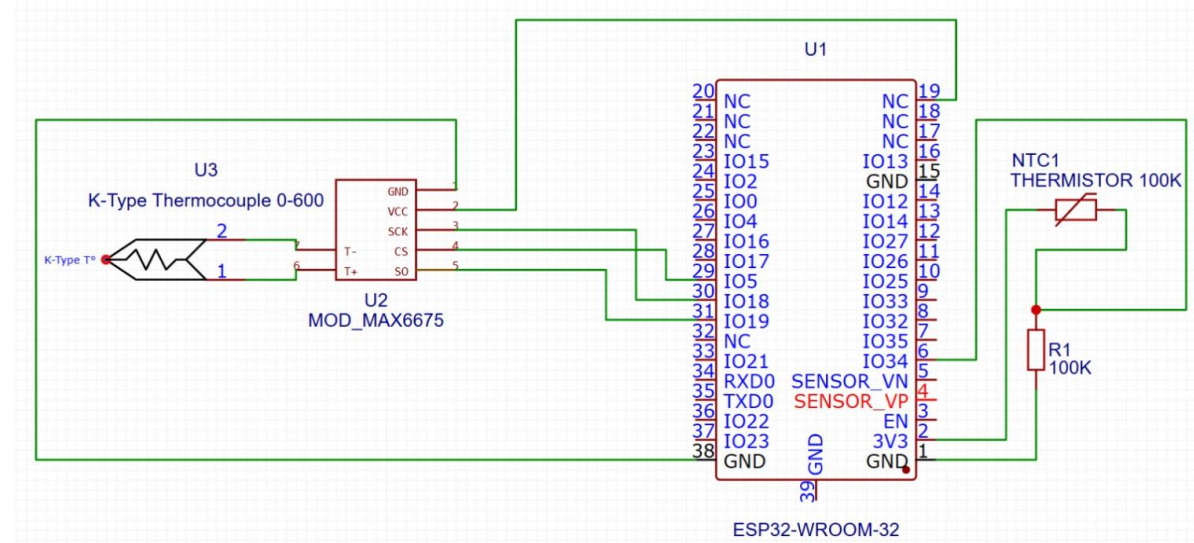 U1
20 NC
21 NC
22 NC
23 IO15
24 IO2
25 IO0
26 IO4
27 IO16
28 IO17
29 IO5
30 IO18
31 IO19
32 NC
33 IO21
34 RXD0
35 TXD0
36 IO22
37 IO23
38 GND
NC 19
NC 18
NC 17
IO13 16
GND 15
IO12 14
IO14 13
IO27 12
IO26 11
IO25 10
IO33 9
IO32 8
IO35 7
IO34 6
SENSOR_VN 5
SENSOR_VP 4
EN 3
3V3 2
GND 1
GND 39
ESP32-WROOM-32
U3
K-Type Thermocouple 0-600
K-Type T°
2
1
GND 1
VCC 2
SCK 3
CS 4
SO 5
7 T-
6 T+
U2
MOD_MAX6675
NTC1
THERMISTOR 100K
R1
100K